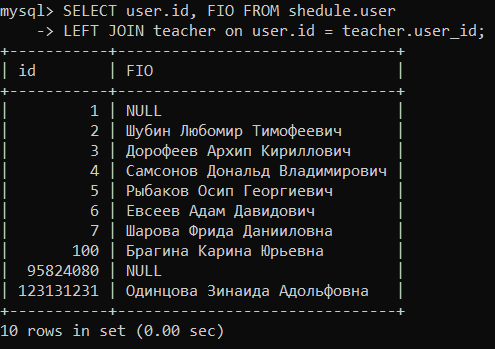 mysql> SELECT user.id, FIO FROM shedule.user
    -> LEFT JOIN teacher on user.id = teacher.user_id;
+-----------+-------------------------------+
| id        | FIO                           |
+-----------+-------------------------------+
|         1 | NULL                          |
|         2 | Шубин Любомир Тимофеевич      |
|         3 | Дорофеев Архип Кириллович     |
|         4 | Самсонов Дональд Владимирович |
|         5 | Рыбаков Осип Георгиевич       |
|         6 | Евсеев Адам Давидович         |
|         7 | Шарова Фрида Данииловна       |
|       100 | Брагина Карина Юрьевна        |
|  95824080 | NULL                          |
| 123131231 | Одинцова Зинаида Адольфовна   |
+-----------+-------------------------------+
10 rows in set (0.00 sec)